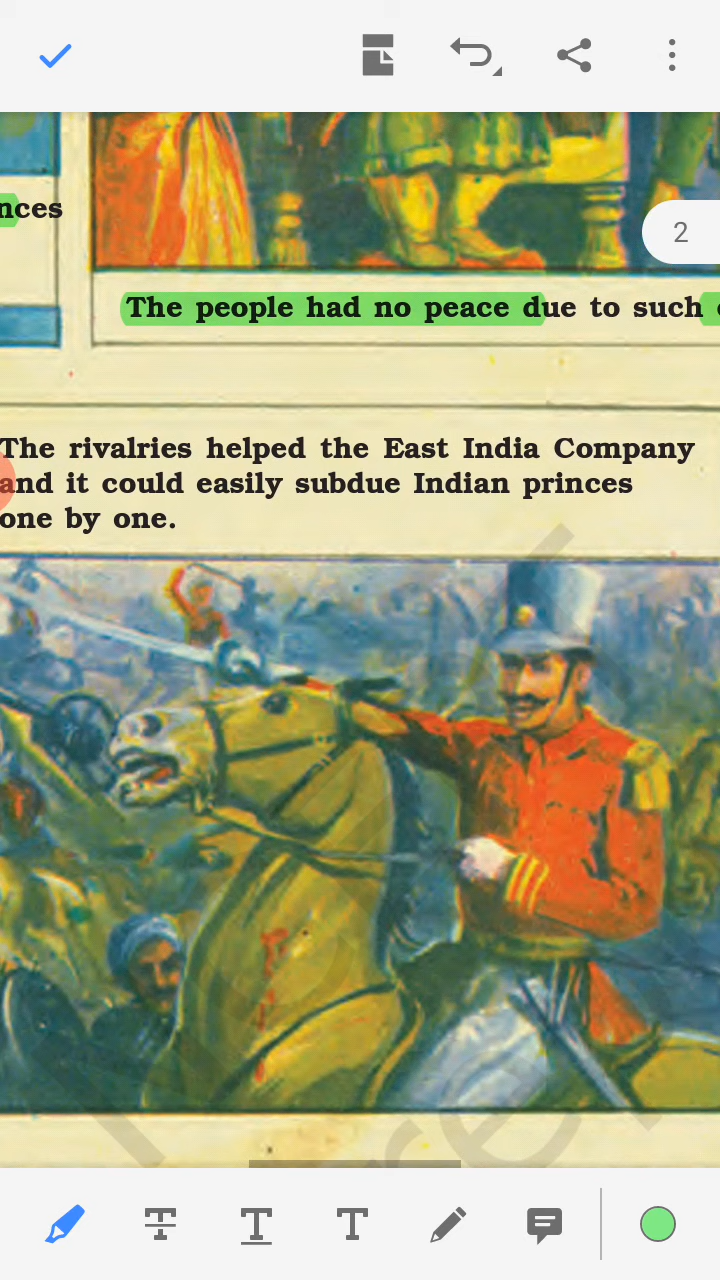 nces
2
The people had no peace due to such
The rivalries helped the East India Company
and it could easily subdue Indian princes
one by one.